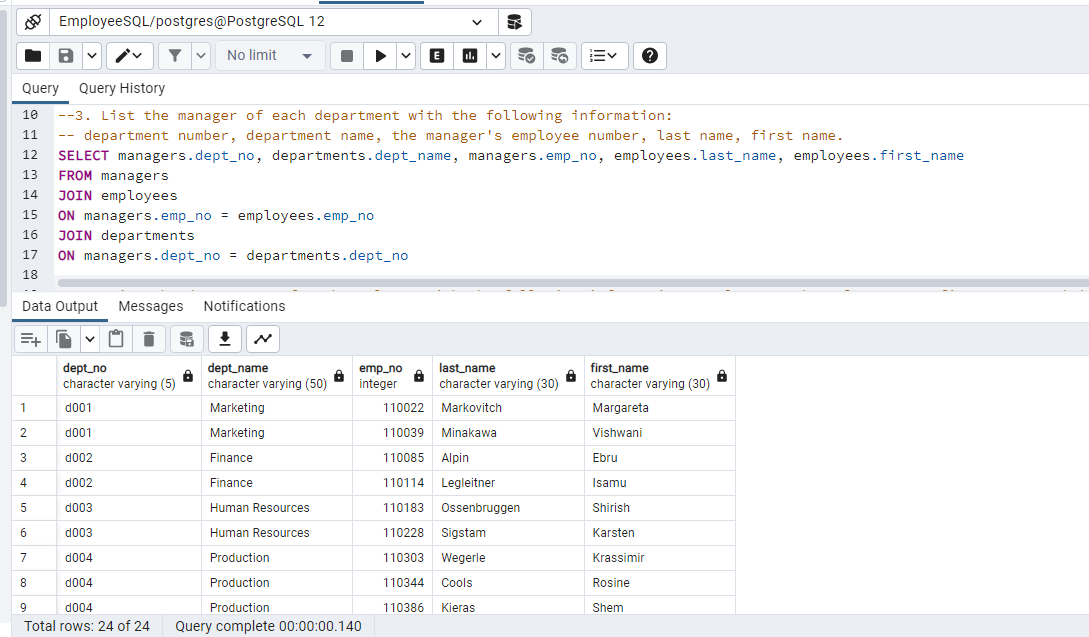 EmployeeSQL/postgres@PostgreSQL 12
No limit
E
Query Query History
10 --3. List the manager of each department with the following information:
11 -- department number, department name, the manager's employee number, last name, first name.
12 SELECT managers.dept_no, departments.dept_name, managers.emp_no, employees.last_name, employees.first_name
13 FROM managers
14 JOIN employees
15 ON managers.emp_no = employees.emp_no
16 JOIN departments
17 ON managers.dept_no = departments.dept_no
18
Data Output Messages Notifications
dept_no dept_name emp_no last_name first_name
character varying (5) character varying (50) integer character varying (30) character varying (30)
1 d001 Marketing 110022 Markovitch Margareta
2 d001 Marketing 110039 Minakawa Vishwani
3 d002 Finance 110085 Alpin Ebru
4 d002 Finance 110114 Legleitner Isamu
5 d003 Human Resources 110183 Ossenbruggen Shirish
6 d003 Human Resources 110228 Sigstam Karsten
7 d004 Production 110303 Wegerle Krassimir
8 d004 Production 110344 Cools Rosine
9 d004 Production 110386 Kieras Shem
Total rows: 24 of 24 Query complete 00:00:00.140